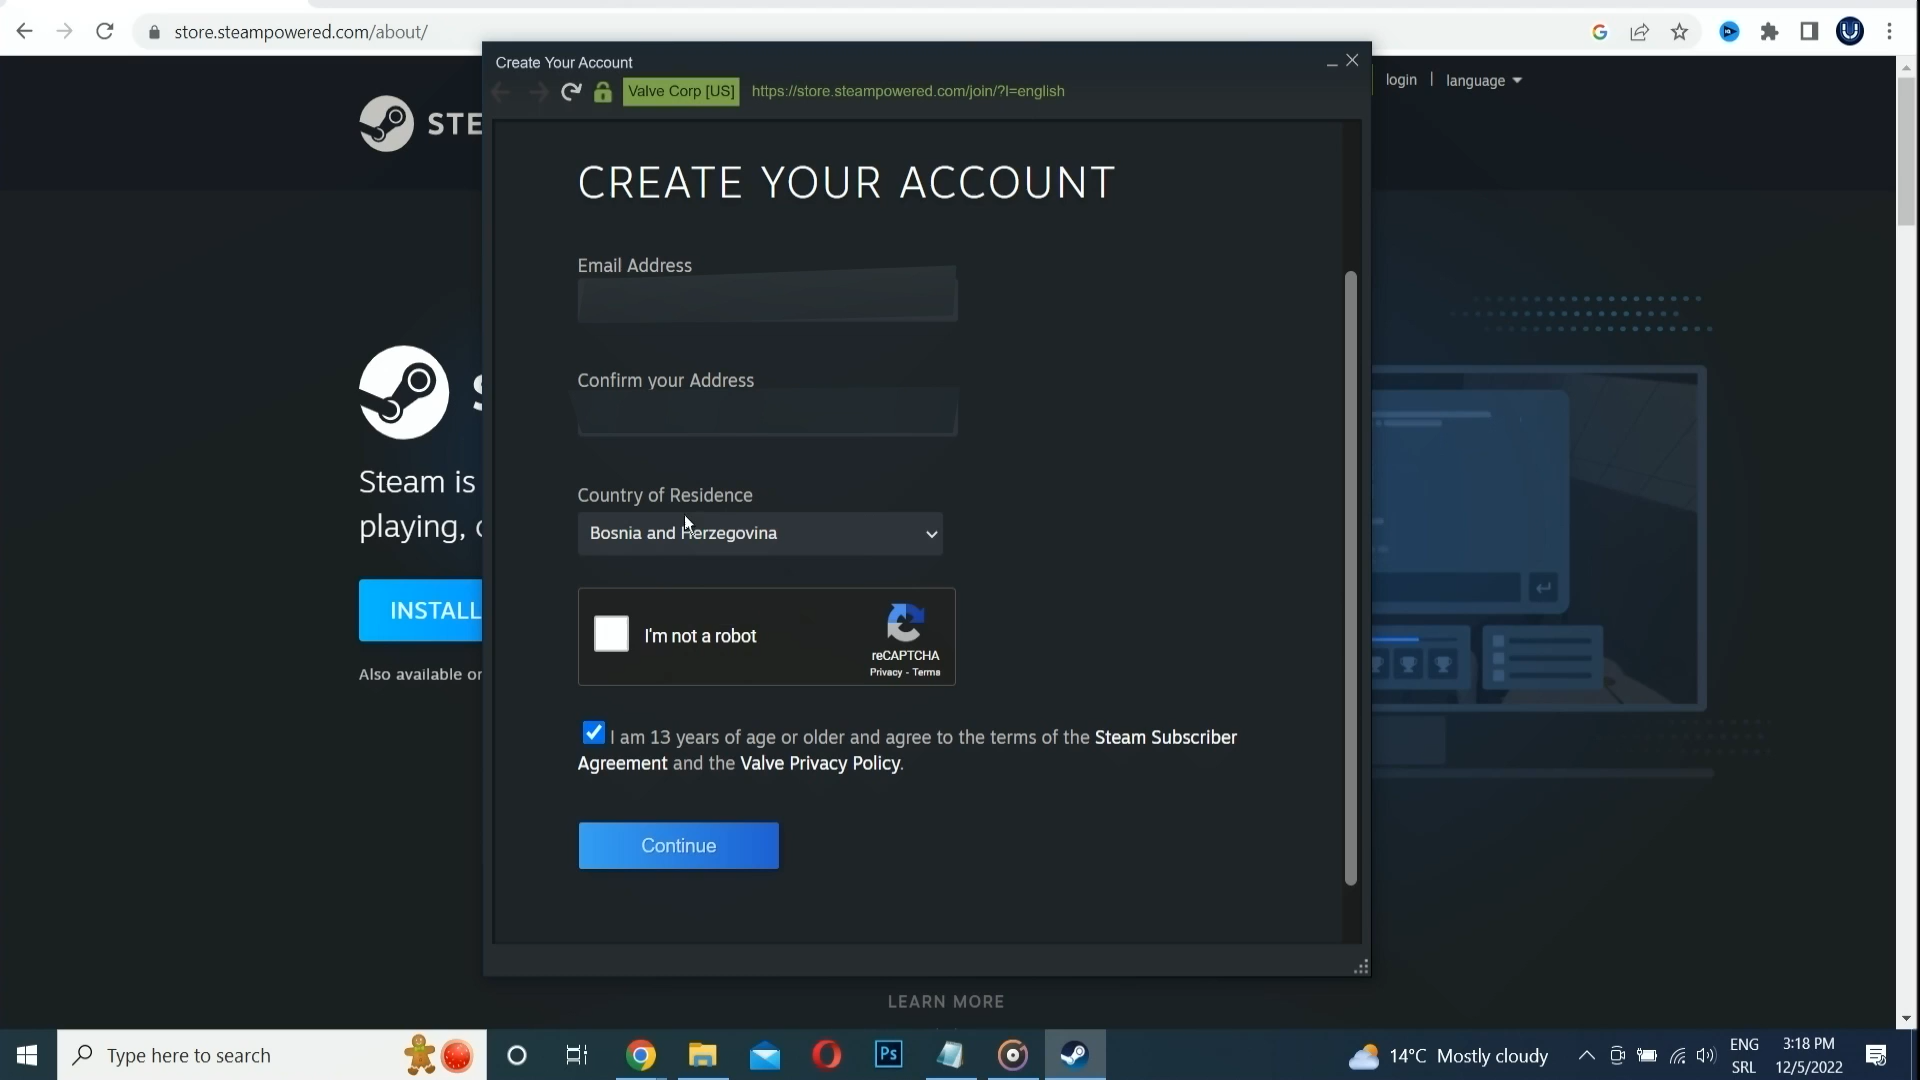 store.steampowered.com/about/
Create Your Account
Valve Corp [US] https://store.steampowered.com/join/?l=english
login | language
STE
CREATE YOUR ACCOUNT
Email Address
Confirm your Address
Country of Residence
Bosnia and Herzegovina
I'm not a robot
reCAPTCHA
Privacy - Terms
I am 13 years of age or older and agree to the terms of the Steam Subscriber
Agreement and the Valve Privacy Policy.
Continue
Steam is
playing,
INSTALL
Also available on
LEARN MORE
Type here to search
Ps
14°C Mostly cloudy
ENG
SRL
3:18 PM
12/5/2022